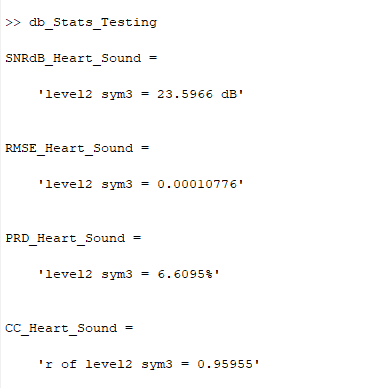 >> db_Stats_Testing
SNRdB_Heart_Sound =
'level2 sym3 = 23.5966 dB'
RMSE_Heart_Sound =
'level2 sym3 = 0.00010776'
PRD_Heart_Sound =
'level2 sym3 = 6.6095%'
CC_Heart_Sound =
'r of level2 sym3 = 0.95955'